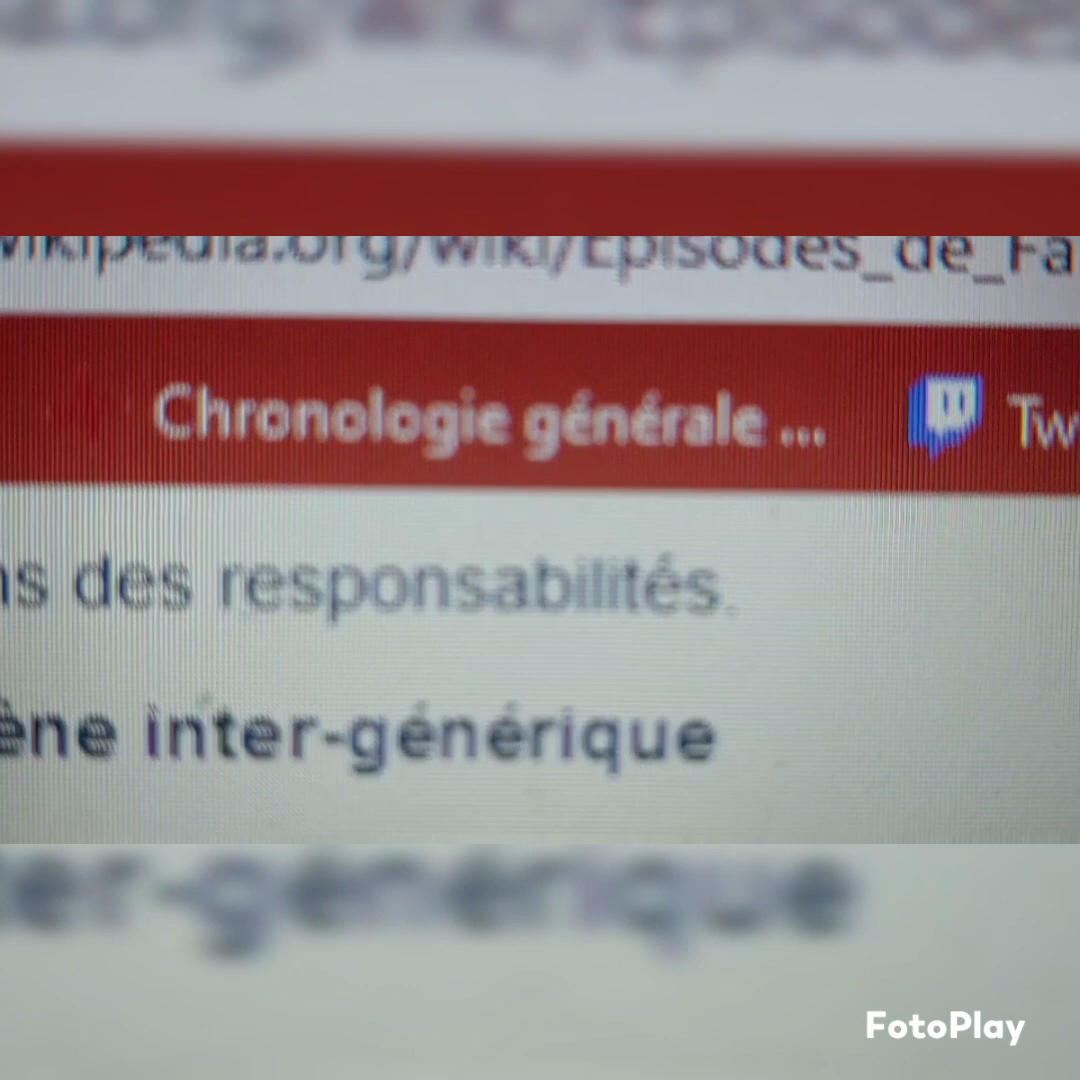 wikipedia.org/wiki/Episodes_de_Fa
Chronologie générale ... Tw
ns des responsabilités.
ène inter-générique
FotoPlay